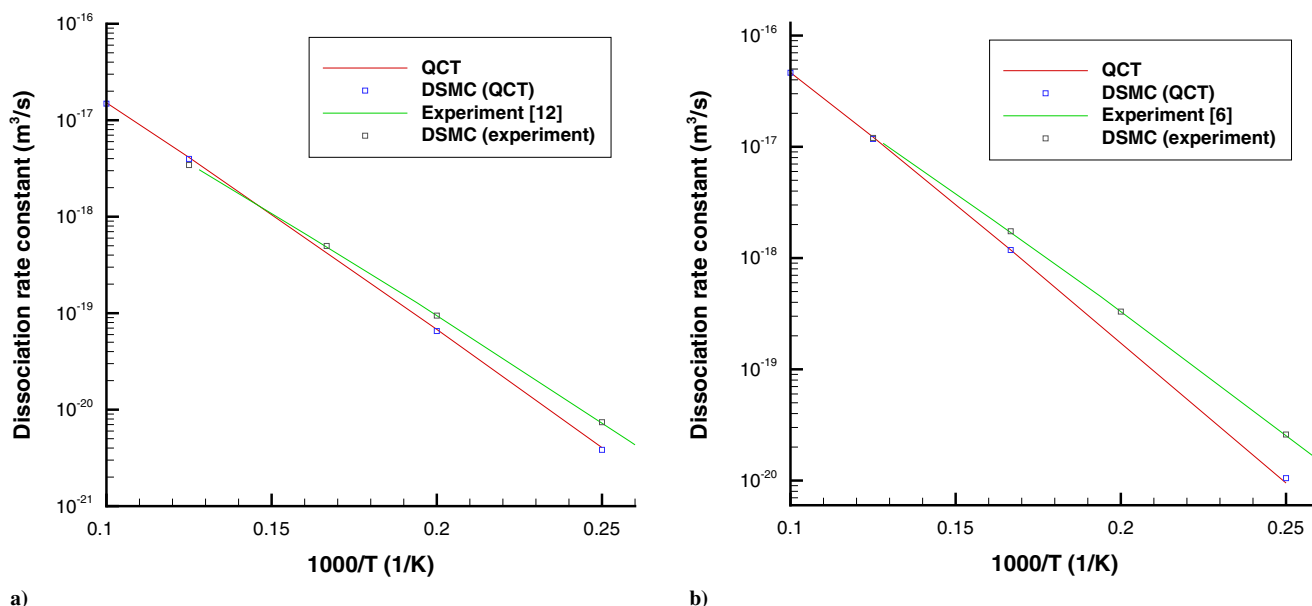 10⁻¹⁶
10⁻¹⁷
10⁻¹⁸
10⁻¹⁹
10⁻²⁰
10⁻²¹
Dissociation rate constant (m³/s)
QCT
DSMC (QCT)
Experiment [12]
DSMC (experiment)
0.1
0.15
0.2
0.25
1000/T (1/K)
a)
10⁻¹⁶
10⁻¹⁷
10⁻¹⁸
10⁻¹⁹
10⁻²⁰
Dissociation rate constant (m³/s)
QCT
DSMC (QCT)
Experiment [6]
DSMC (experiment)
0.1
0.15
0.2
0.25
1000/T (1/K)
b)